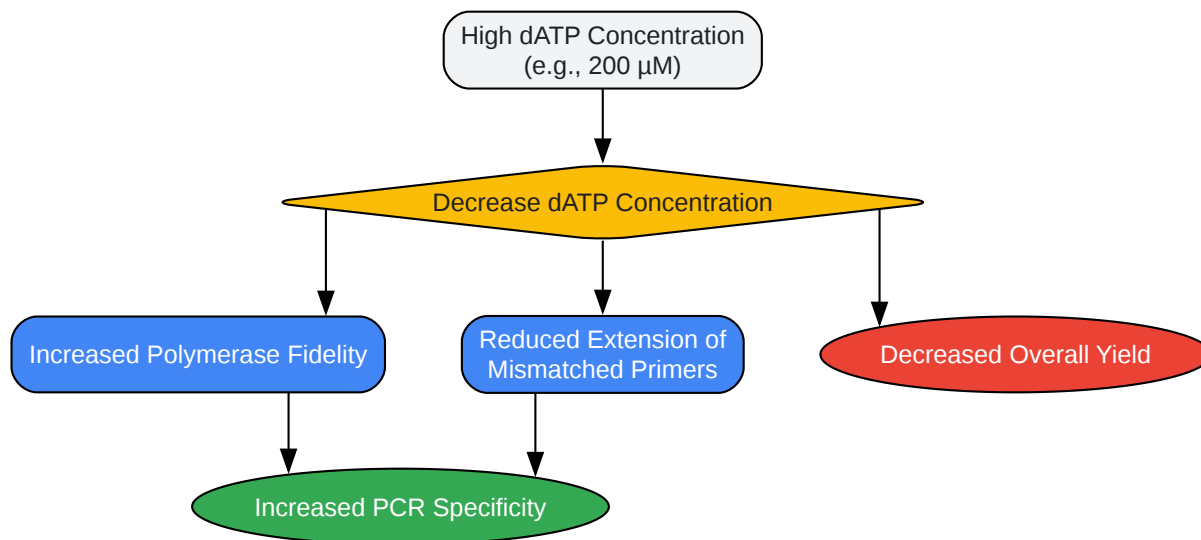 High dATP Concentration
(e.g., 200 µM)
Decrease dATP Concentration
Increased Polymerase Fidelity
Reduced Extension of
Mismatched Primers
Decreased Overall Yield
Increased PCR Specificity